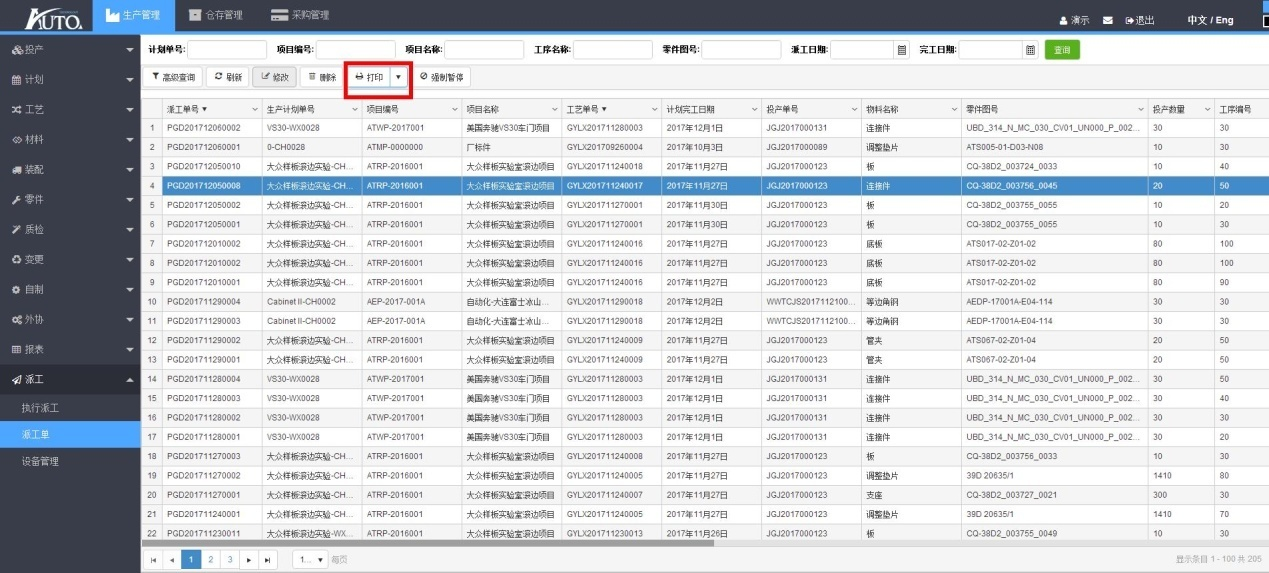 AUTO. 生产管理 仓存管理 采购管理 演示 退出 中文 / Eng
计划单号: 项目编号: 项目名称: 工序名称: 零件图号: 派工日期: 完工日期: 查询
高级查询 刷新 修改 删除 打印 强制暂停
投产
计划
工艺
材料
装配
零件
质检
变更
自制
外协
报表
派工
执行派工
派工单
设备管理
派工单号 生产计划单号 项目编号 项目名称 工艺单号 计划完工日期 投产单号 物料名称 零件图号 投产数量 工序编号
1 PGD201712060002 VS30-WX0028 ATWP-2017001 美国奔驰VS30车门项目 GYLX201711280003 2017年12月1日 JGJ2017000131 连接件 UBD_314_N_MC_030_CV01_UN000_P_002... 30 30
2 PGD201712060001 0-CH0028 ATMP-0000000 厂标件 GYLX201709260004 2017年10月3日 JGJ2017000089 调整垫片 ATS005-01-D03-N08 10 30
3 PGD201712050010 大众样板滚边实验-CH... ATRP-2016001 大众样板实验室滚边项目 GYLX201711240018 2017年11月27日 JGJ2017000123 板 CQ-38D2_003724_0033 10 40
4 PGD201712050008 大众样板滚边实验-CH... ATRP-2016001 大众样板实验室滚边项目 GYLX201711240017 2017年11月27日 JGJ2017000123 连接件 CQ-38D2_003756_0045 20 50
5 PGD201712050002 大众样板滚边实验-CH... ATRP-2016001 大众样板实验室滚边项目 GYLX201711270001 2017年11月30日 JGJ2017000123 板 CQ-38D2_003755_0055 10 20
6 PGD201712050001 大众样板滚边实验-CH... ATRP-2016001 大众样板实验室滚边项目 GYLX201711270001 2017年11月30日 JGJ2017000123 板 CQ-38D2_003755_0055 10 30
7 PGD201712010002 大众样板滚边实验-CH... ATRP-2016001 大众样板实验室滚边项目 GYLX201711240016 2017年11月27日 JGJ2017000123 底板 ATS017-02-Z01-02 80 100
8 PGD201712010002 大众样板滚边实验-CH... ATRP-2016001 大众样板实验室滚边项目 GYLX201711240016 2017年11月27日 JGJ2017000123 底板 ATS017-02-Z01-02 80 100
9 PGD201712010001 大众样板滚边实验-CH... ATRP-2016001 大众样板实验室滚边项目 GYLX201711240016 2017年11月27日 JGJ2017000123 底板 ATS017-02-Z01-02 80 90
10 PGD201711290004 Cabinet II-CH0002 AEP-2017-001A 自动化-大连富士冰山... GYLX201711290018 2017年12月2日 WWTCJS2017112100... 等边角钢 AEDP-17001A-E04-114 30 30
11 PGD201711290003 Cabinet II-CH0002 AEP-2017-001A 自动化-大连富士冰山... GYLX201711290018 2017年12月2日 WWTCJS2017112100... 等边角钢 AEDP-17001A-E04-114 30 30
12 PGD201711290002 大众样板滚边实验-CH... ATRP-2016001 大众样板实验室滚边项目 GYLX201711240009 2017年11月27日 JGJ2017000123 管夹 ATS067-02-Z01-04 20 50
13 PGD201711290001 大众样板滚边实验-CH... ATRP-2016001 大众样板实验室滚边项目 GYLX201711240009 2017年11月27日 JGJ2017000123 管夹 ATS067-02-Z01-04 20 50
14 PGD201711280004 VS30-WX0028 ATWP-2017001 美国奔驰VS30车门项目 GYLX201711280003 2017年12月1日 JGJ2017000131 连接件 UBD_314_N_MC_030_CV01_UN000_P_002... 30 50
15 PGD201711280003 VS30-WX0028 ATWP-2017001 美国奔驰VS30车门项目 GYLX201711280003 2017年12月1日 JGJ2017000131 连接件 UBD_314_N_MC_030_CV01_UN000_P_002... 30 40
16 PGD201711280002 VS30-WX0028 ATWP-2017001 美国奔驰VS30车门项目 GYLX201711280003 2017年12月1日 JGJ2017000131 连接件 UBD_314_N_MC_030_CV01_UN000_P_002... 30 30
17 PGD201711280001 VS30-WX0028 ATWP-2017001 美国奔驰VS30车门项目 GYLX201711280003 2017年12月1日 JGJ2017000131 连接件 UBD_314_N_MC_030_CV01_UN000_P_002... 30 20
18 PGD201711270003 大众样板滚边实验-CH... ATRP-2016001 大众样板实验室滚边项目 GYLX201711240008 2017年11月27日 JGJ2017000123 板 CQ-38D2_003756_0033 10 30
19 PGD201711270002 大众样板滚边实验-CH... ATRP-2016001 大众样板实验室滚边项目 GYLX201711240005 2017年11月27日 JGJ2017000123 调整垫片 39D 20635/1 1410 80
20 PGD201711270001 大众样板滚边实验-CH... ATRP-2016001 大众样板实验室滚边项目 GYLX201711240007 2017年11月27日 JGJ2017000123 支座 CQ-38D2_003727_0021 300 30
21 PGD201711240001 大众样板滚边实验-CH... ATRP-2016001 大众样板实验室滚边项目 GYLX201711240005 2017年11月27日 JGJ2017000123 调整垫片 39D 20635/1 1410 70
22 PGD201711230011 大众样板滚边实验-WX... ATRP-2016001 大众样板实验室滚边项目 GYLX201711230013 2017年11月26日 JGJ2017000123 板 CQ-38D2_003755_0049 10 30
1 2 3 1... 每页 显示条目 1 - 100 共 205